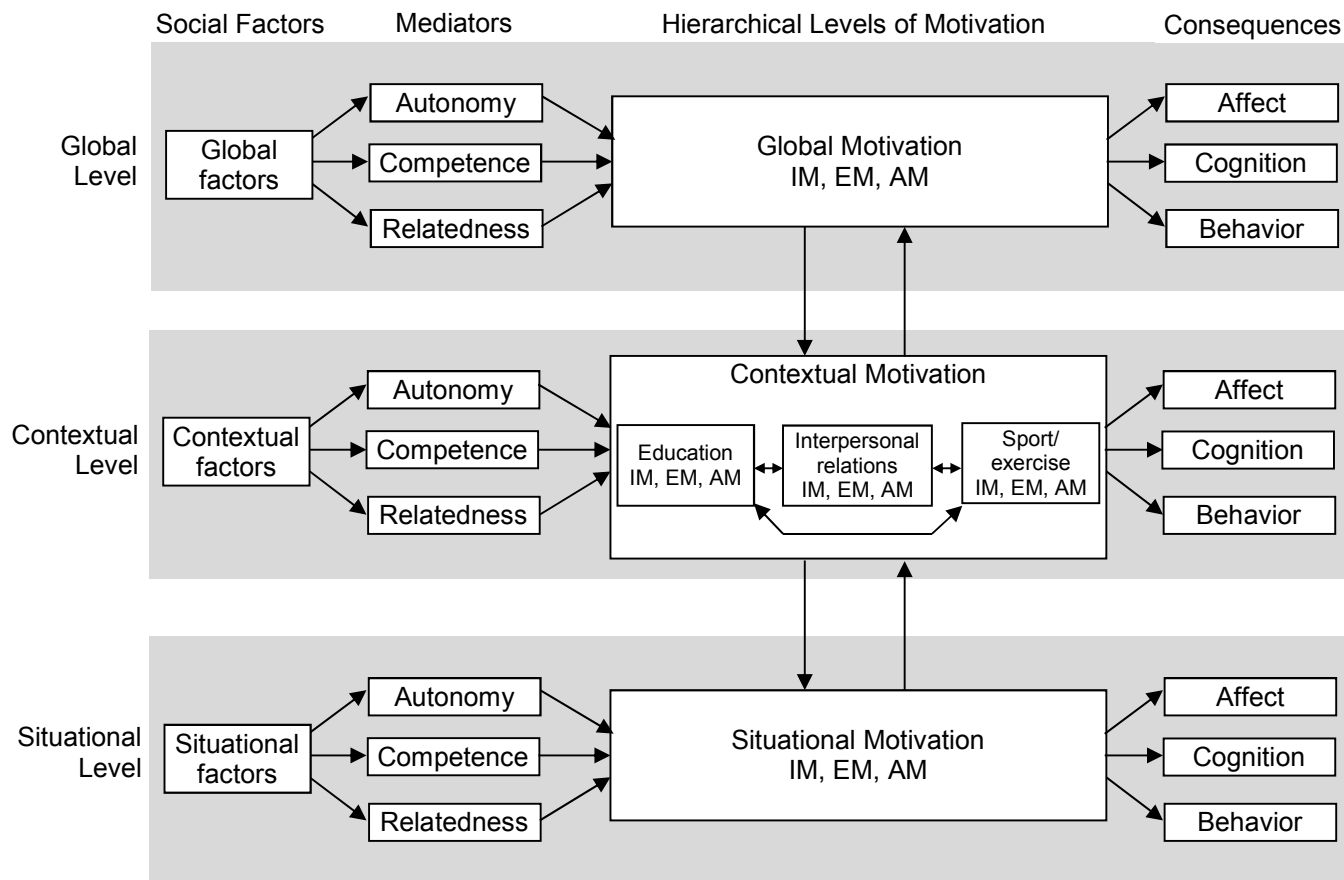 Social Factors
Mediators
Hierarchical Levels of Motivation
Consequences
Global
Level
Global
factors
Autonomy
Competence
Relatedness
Global Motivation
IM, EM, AM
Affect
Cognition
Behavior
Contextual
Level
Contextual
factors
Autonomy
Competence
Relatedness
Contextual Motivation
Education
IM, EM, AM
Interpersonal
relations
IM, EM, AM
Sport/
exercise
IM, EM, AM
Affect
Cognition
Behavior
Situational
Level
Situational
factors
Autonomy
Competence
Relatedness
Situational Motivation
IM, EM, AM
Affect
Cognition
Behavior